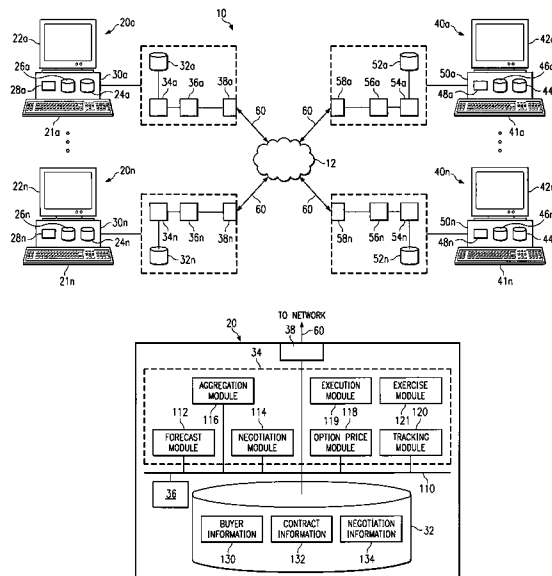 20a
10
40a
22a
32a
52a
42a
26a
30a
34a 36a 38a
58a 56a 54a
50a
46a
28a
24a
60
60
48a
44
21a
12
41a
20n
40n
22n
60
60
42n
26n
30n
34n 36n 38n
58n 56n 54n
50n
46n
28n
24n
32n
52n
48n
44
21n
41n
TO NETWORK
20
38
60
34
AGGREGATION MODULE
EXECUTION MODULE
EXERCISE MODULE
112
116
114
119
118
121
120
FORECAST MODULE
NEGOTIATION MODULE
OPTION PRICE MODULE
TRACKING MODULE
36
110
BUYER INFORMATION
CONTRACT INFORMATION
NEGOTIATION INFORMATION
32
130
132
134